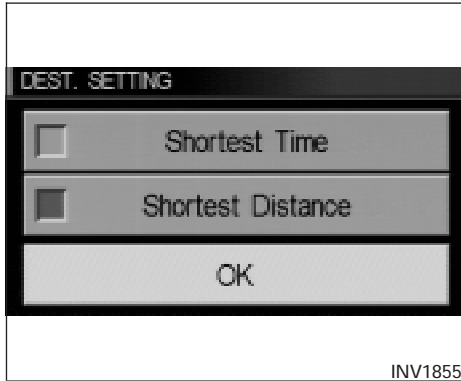 DEST. SETTING
Shortest Time
Shortest Distance
OK
INV1855